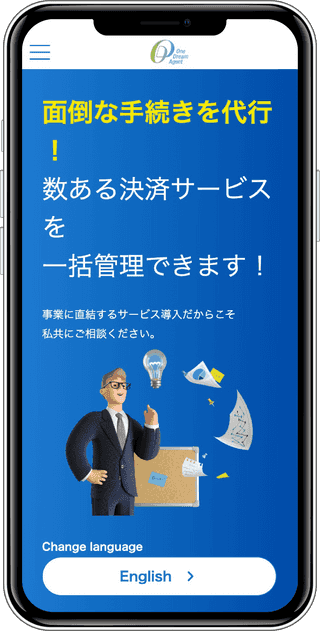 One
Dream
Agent
面倒な手続きを代行
！
数ある決済サービス
を
一括管理できます！
事業に直結するサービス導入だからこそ
私共にご相談ください。
Change language
English